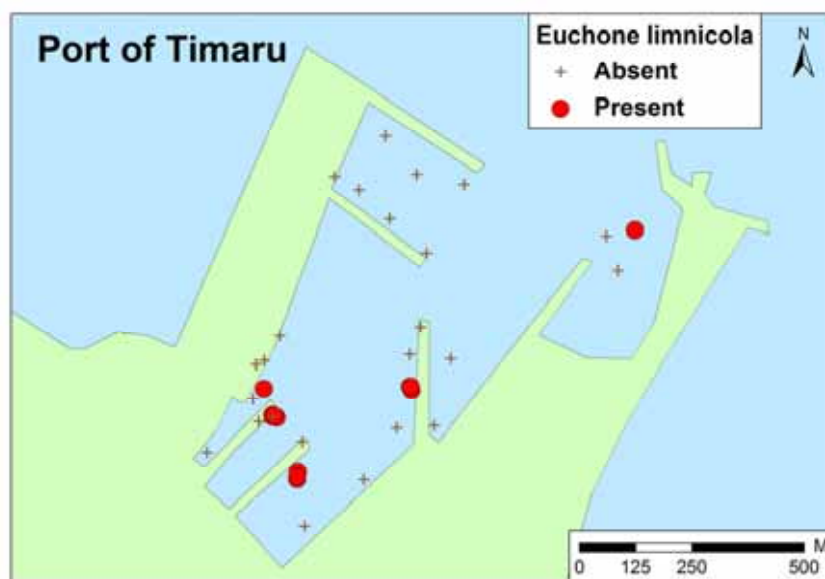 Port of Timaru
Euchone limnicola
Absent
Present
N
M
0 125 250 500